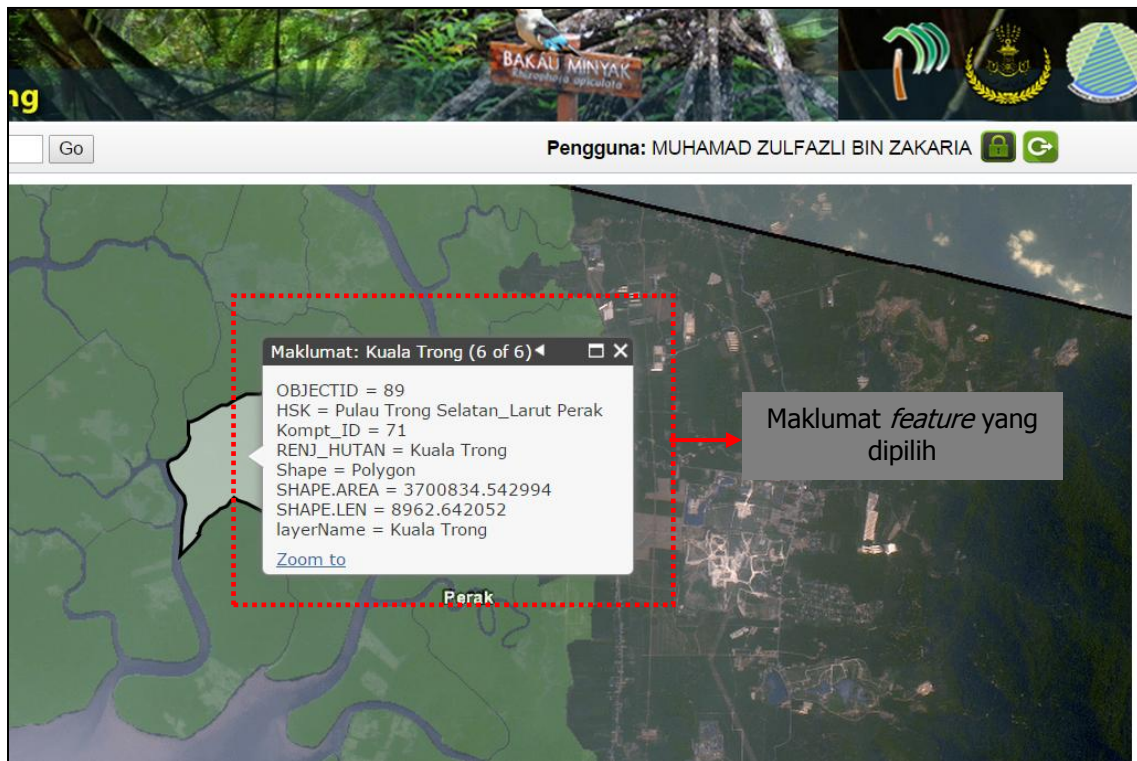 BAKAU MINYAK
Rhizophora apiculata
ng
Go
Pengguna: MUHAMAD ZULFAZLI BIN ZAKARIA
Maklumat: Kuala Trong (6 of 6)
OBJECTID = 89
HSK = Pulau Trong Selatan_Larut Perak
Kompt_ID = 71
RENJ_HUTAN = Kuala Trong
Shape = Polygon
SHAPE.AREA = 3700834.542994
SHAPE.LEN = 8962.642052
layerName = Kuala Trong
Zoom to
Maklumat feature yang
dipilih
Perak